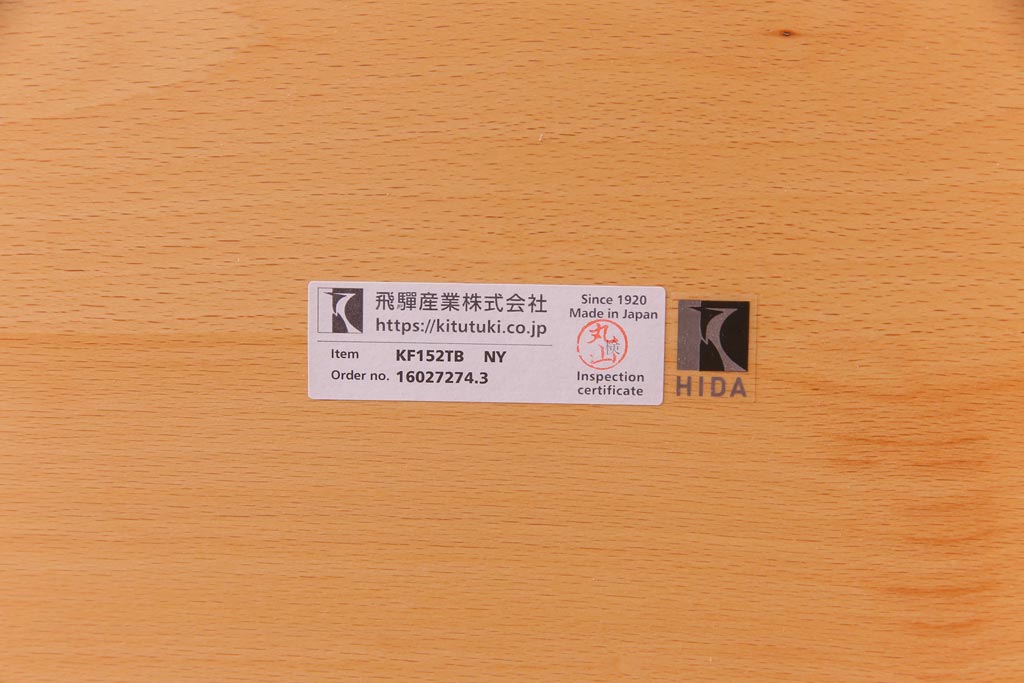 飛驒産業株式会社
https://kitutuki.co.jp
Item KF152TB NY
Order no. 16027274.3
Since 1920
Made in Japan
Inspection
certificate
HIDA